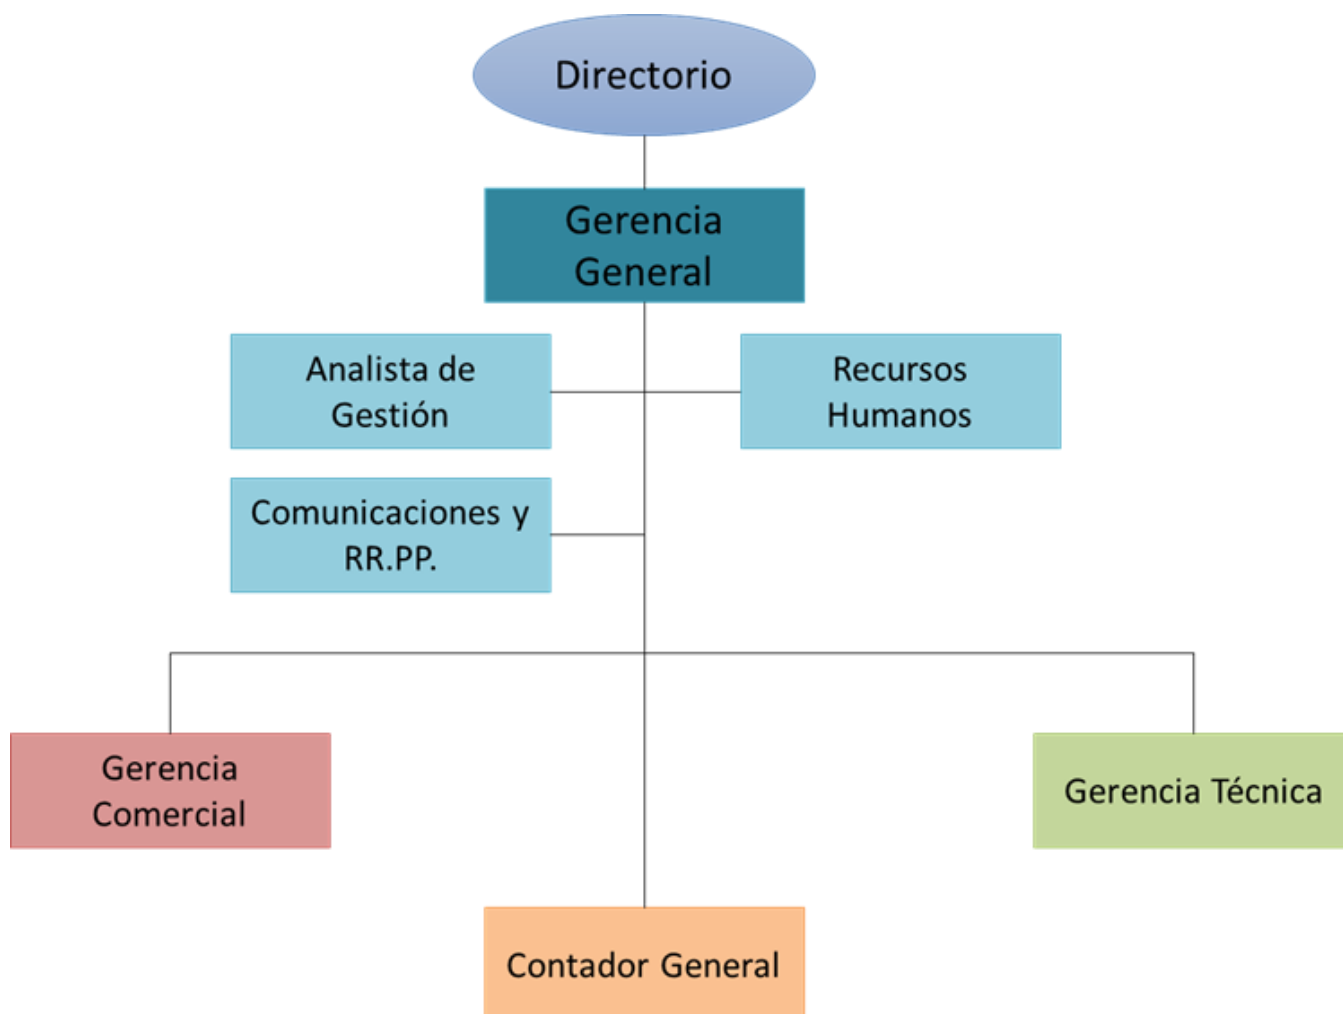 Directorio
Gerencia
General
Analista de
Gestión
Recursos
Humanos
Comunicaciones y
RR.PP.
Gerencia
Comercial
Gerencia Técnica
Contador General